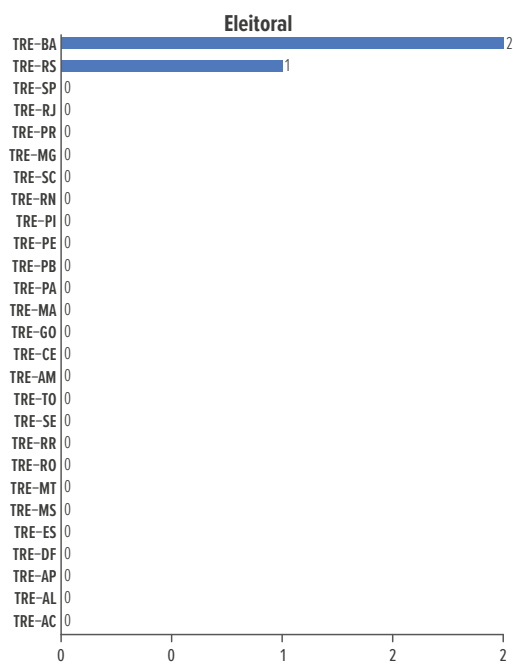 Eleitoral
TRE-BA 2
TRE-RS 1
TRE-SP 0
TRE-RJ 0
TRE-PR 0
TRE-MG 0
TRE-SC 0
TRE-RN 0
TRE-PI 0
TRE-PE 0
TRE-PB 0
TRE-PA 0
TRE-MA 0
TRE-GO 0
TRE-CE 0
TRE-AM 0
TRE-TO 0
TRE-SE 0
TRE-RR 0
TRE-RO 0
TRE-MT 0
TRE-MS 0
TRE-ES 0
TRE-DF 0
TRE-AP 0
TRE-AL 0
TRE-AC 0
0 0 1 2 2